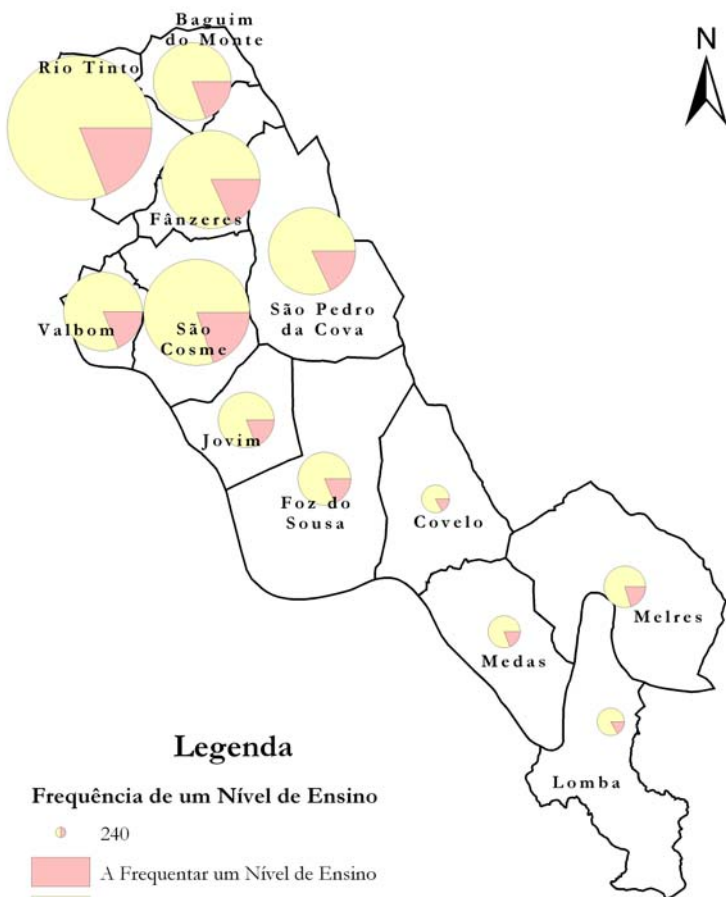 Baguim
do Monte
N
Rio Tinto
Fânzeres
São Pedro
da Cova
Valbom
São
Cosme
Jovim
Foz do
Sousa
Covelo
Melres
Medas
Lomba
Legenda
Frequência de um Nível de Ensino
240
A Frequentar um Nível de Ensino